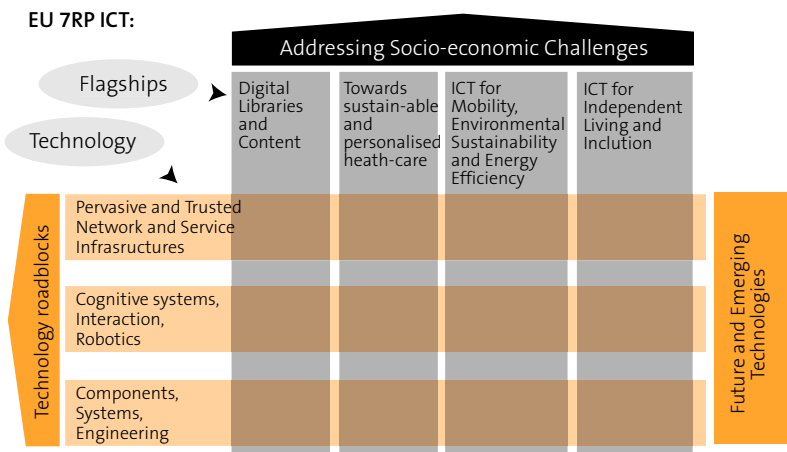 EU 7RP ICT:
Addressing Socio-economic Challenges
Flagships
Technology
Digital
Libraries
and
Content
Towards
sustain-able
and
personalised
heath-care
ICT for
Mobility,
Environmental
Sustainability
and Energy
Efficiency
ICT for
Independent
Living and
Inclution
Technology roadblocks
Pervasive and Trusted
Network and Service
Infrasructures
Cognitive systems,
Interaction,
Robotics
Components,
Systems,
Engineering
Future and Emerging
Technologies